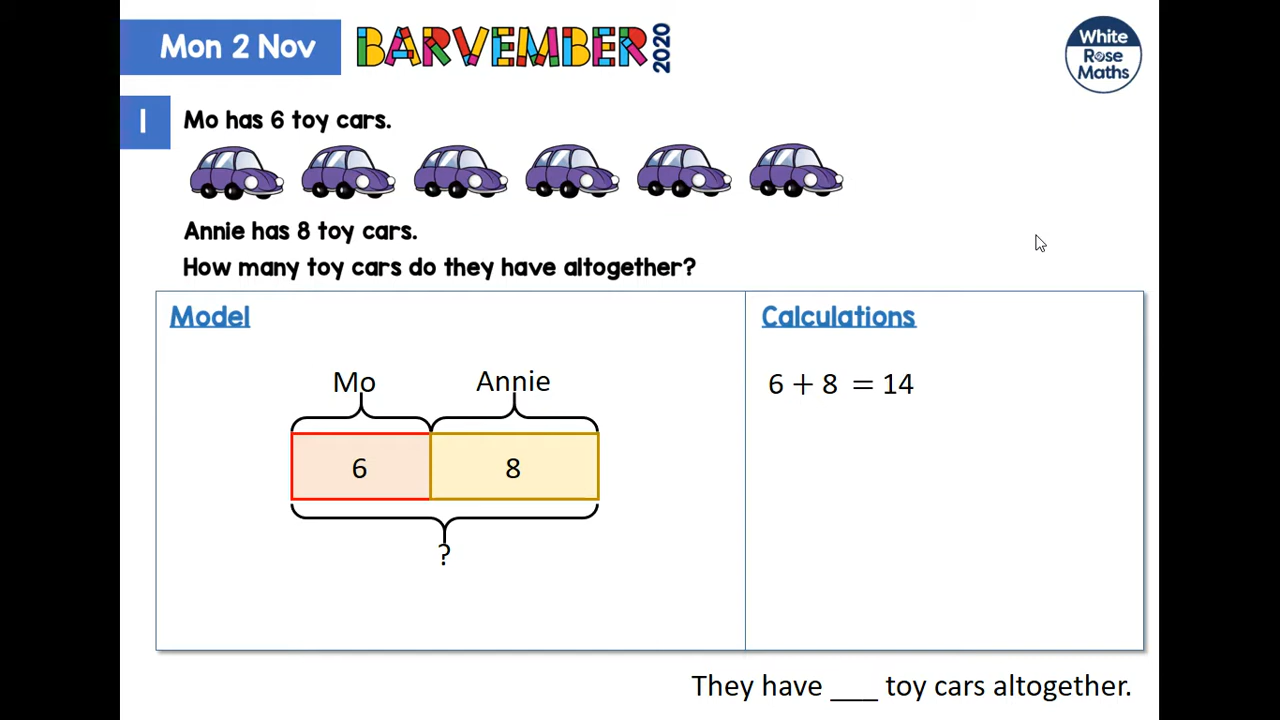 Mon 2 Nov
BARVEMBER 2020
White Rose Maths
1
Mo has 6 toy cars.
Annie has 8 toy cars.
How many toy cars do they have altogether?
Model
Calculations
Mo
Annie
6
8
?
6 + 8 = 14
They have ___ toy cars altogether.